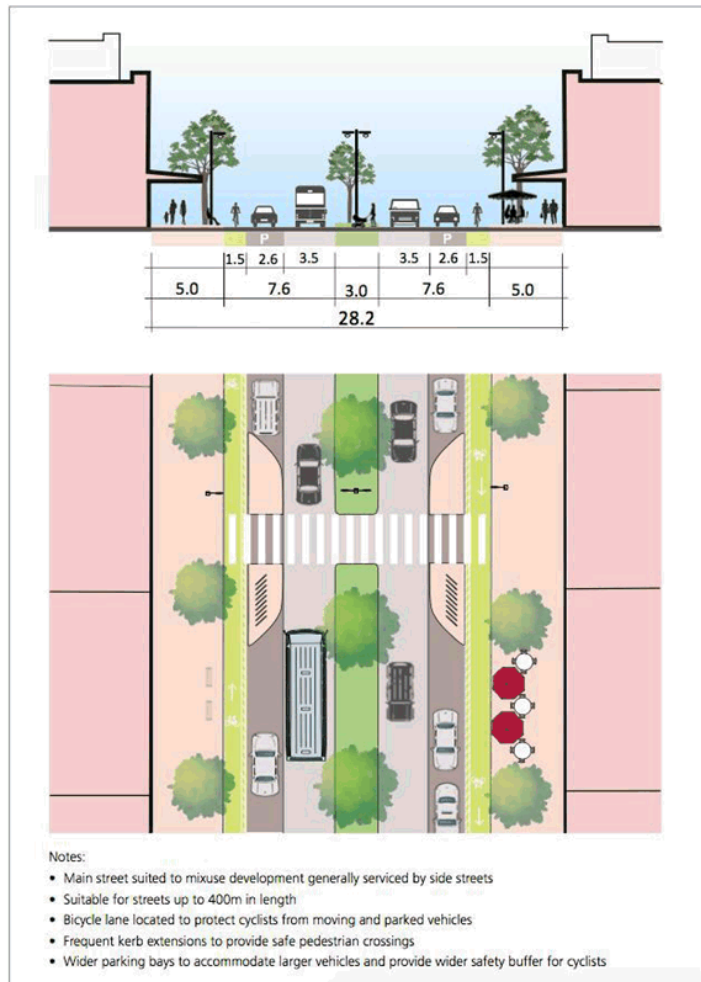 P P
1.5 2.6 3.5 3.5 2.6 1.5
5.0 7.6 3.0 7.6 5.0
28.2
Notes:
• Main street suited to mixuse development generally serviced by side streets
• Suitable for streets up to 400m in length
• Bicycle lane located to protect cyclists from moving and parked vehicles
• Frequent kerb extensions to provide safe pedestrian crossings
• Wider parking bays to accommodate larger vehicles and provide wider safety buffer for cyclists